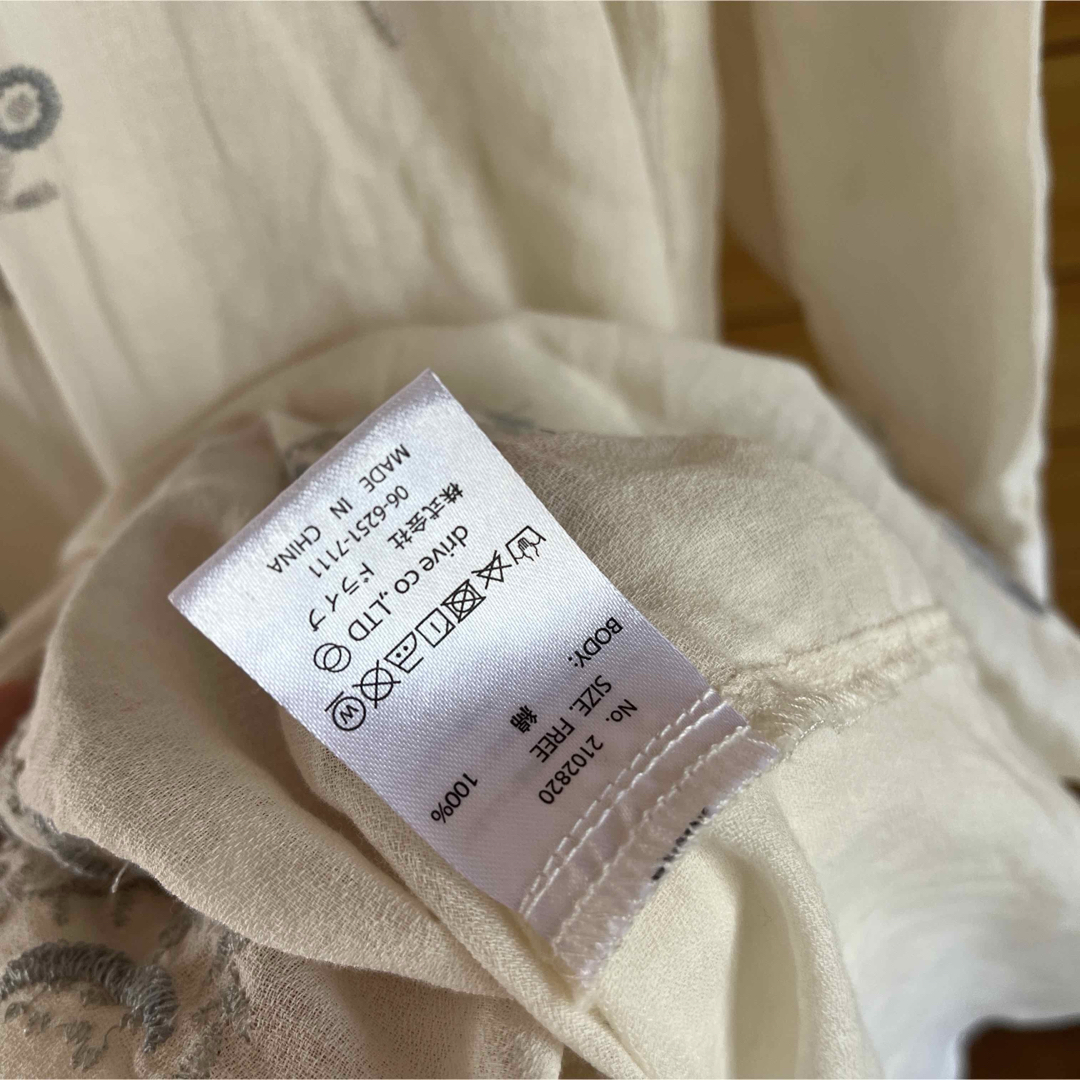 No. 2102820
SIZE. FREE
BODY: 綿 100%
W
drive co.,LTD
株式会社 ドライブ
06-6251-7111
MADE IN CHINA